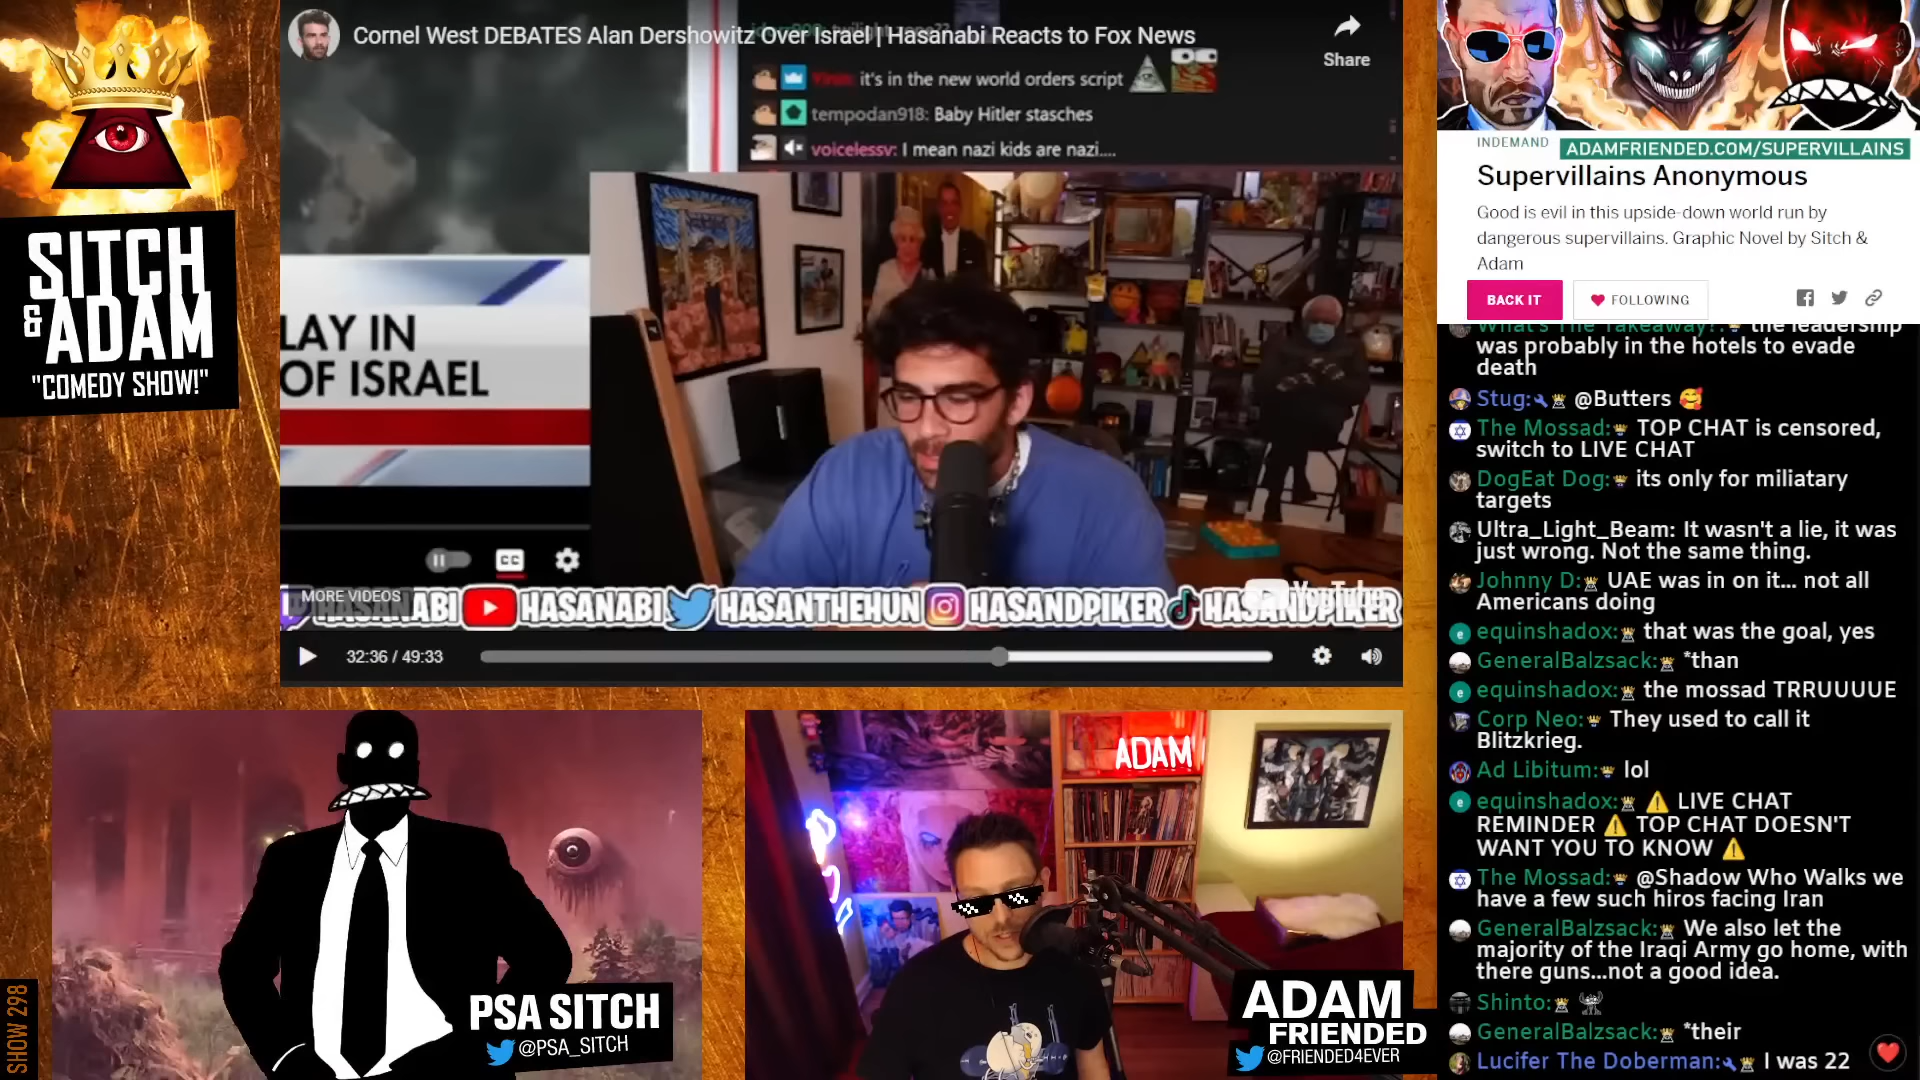 SITCH
& ADAM
"COMEDY SHOW!"
SHOW 298
Cornel West DEBATES Alan Dershowitz Over Israel | Hasanabi Reacts to Fox News
Share
it's in the new world orders script
tempodan918: Baby Hitler stasches
voicelessv: I mean nazi kids are nazi....
LAY IN
OF ISRAEL
CC
MORE VIDEOS
HASANABI HASANABI HASANTHEHUN HASANDPIKER HASANDPIKER
YouTube
32:36 / 49:33
PSA SITCH
@PSA_SITCH
ADAM
ADAM
FRIENDED
@FRIENDED4EVER
INDEMAND
ADAMFRIENDED.COM/SUPERVILLAINS
Supervillains Anonymous
Good is evil in this upside-down world run by
dangerous supervillains. Graphic Novel by Sitch &
Adam
BACK IT
FOLLOWING
What's The Takeaway?: the leadership
was probably in the hotels to evade
death
Stug: @Butters 🥰
The Mossad: TOP CHAT is censored,
switch to LIVE CHAT
DogEat Dog: its only for miliatary
targets
Ultra_Light_Beam: It wasn't a lie, it was
just wrong. Not the same thing.
Johnny D: UAE was in on it... not all
Americans doing
equinshadox: that was the goal, yes
GeneralBalzsack: *than
equinshadox: the mossad TRRUUUUE
Corp Neo: They used to call it
Blitzkrieg.
Ad Libitum: lol
equinshadox: ⚠️ LIVE CHAT
REMINDER ⚠️ TOP CHAT DOESN'T
WANT YOU TO KNOW ⚠️
The Mossad: @Shadow Who Walks we
have a few such hiros facing Iran
GeneralBalzsack: We also let the
majority of the Iraqi Army go home, with
there guns...not a good idea.
Shinto:
GeneralBalzsack: *their
Lucifer The Doberman: I was 22